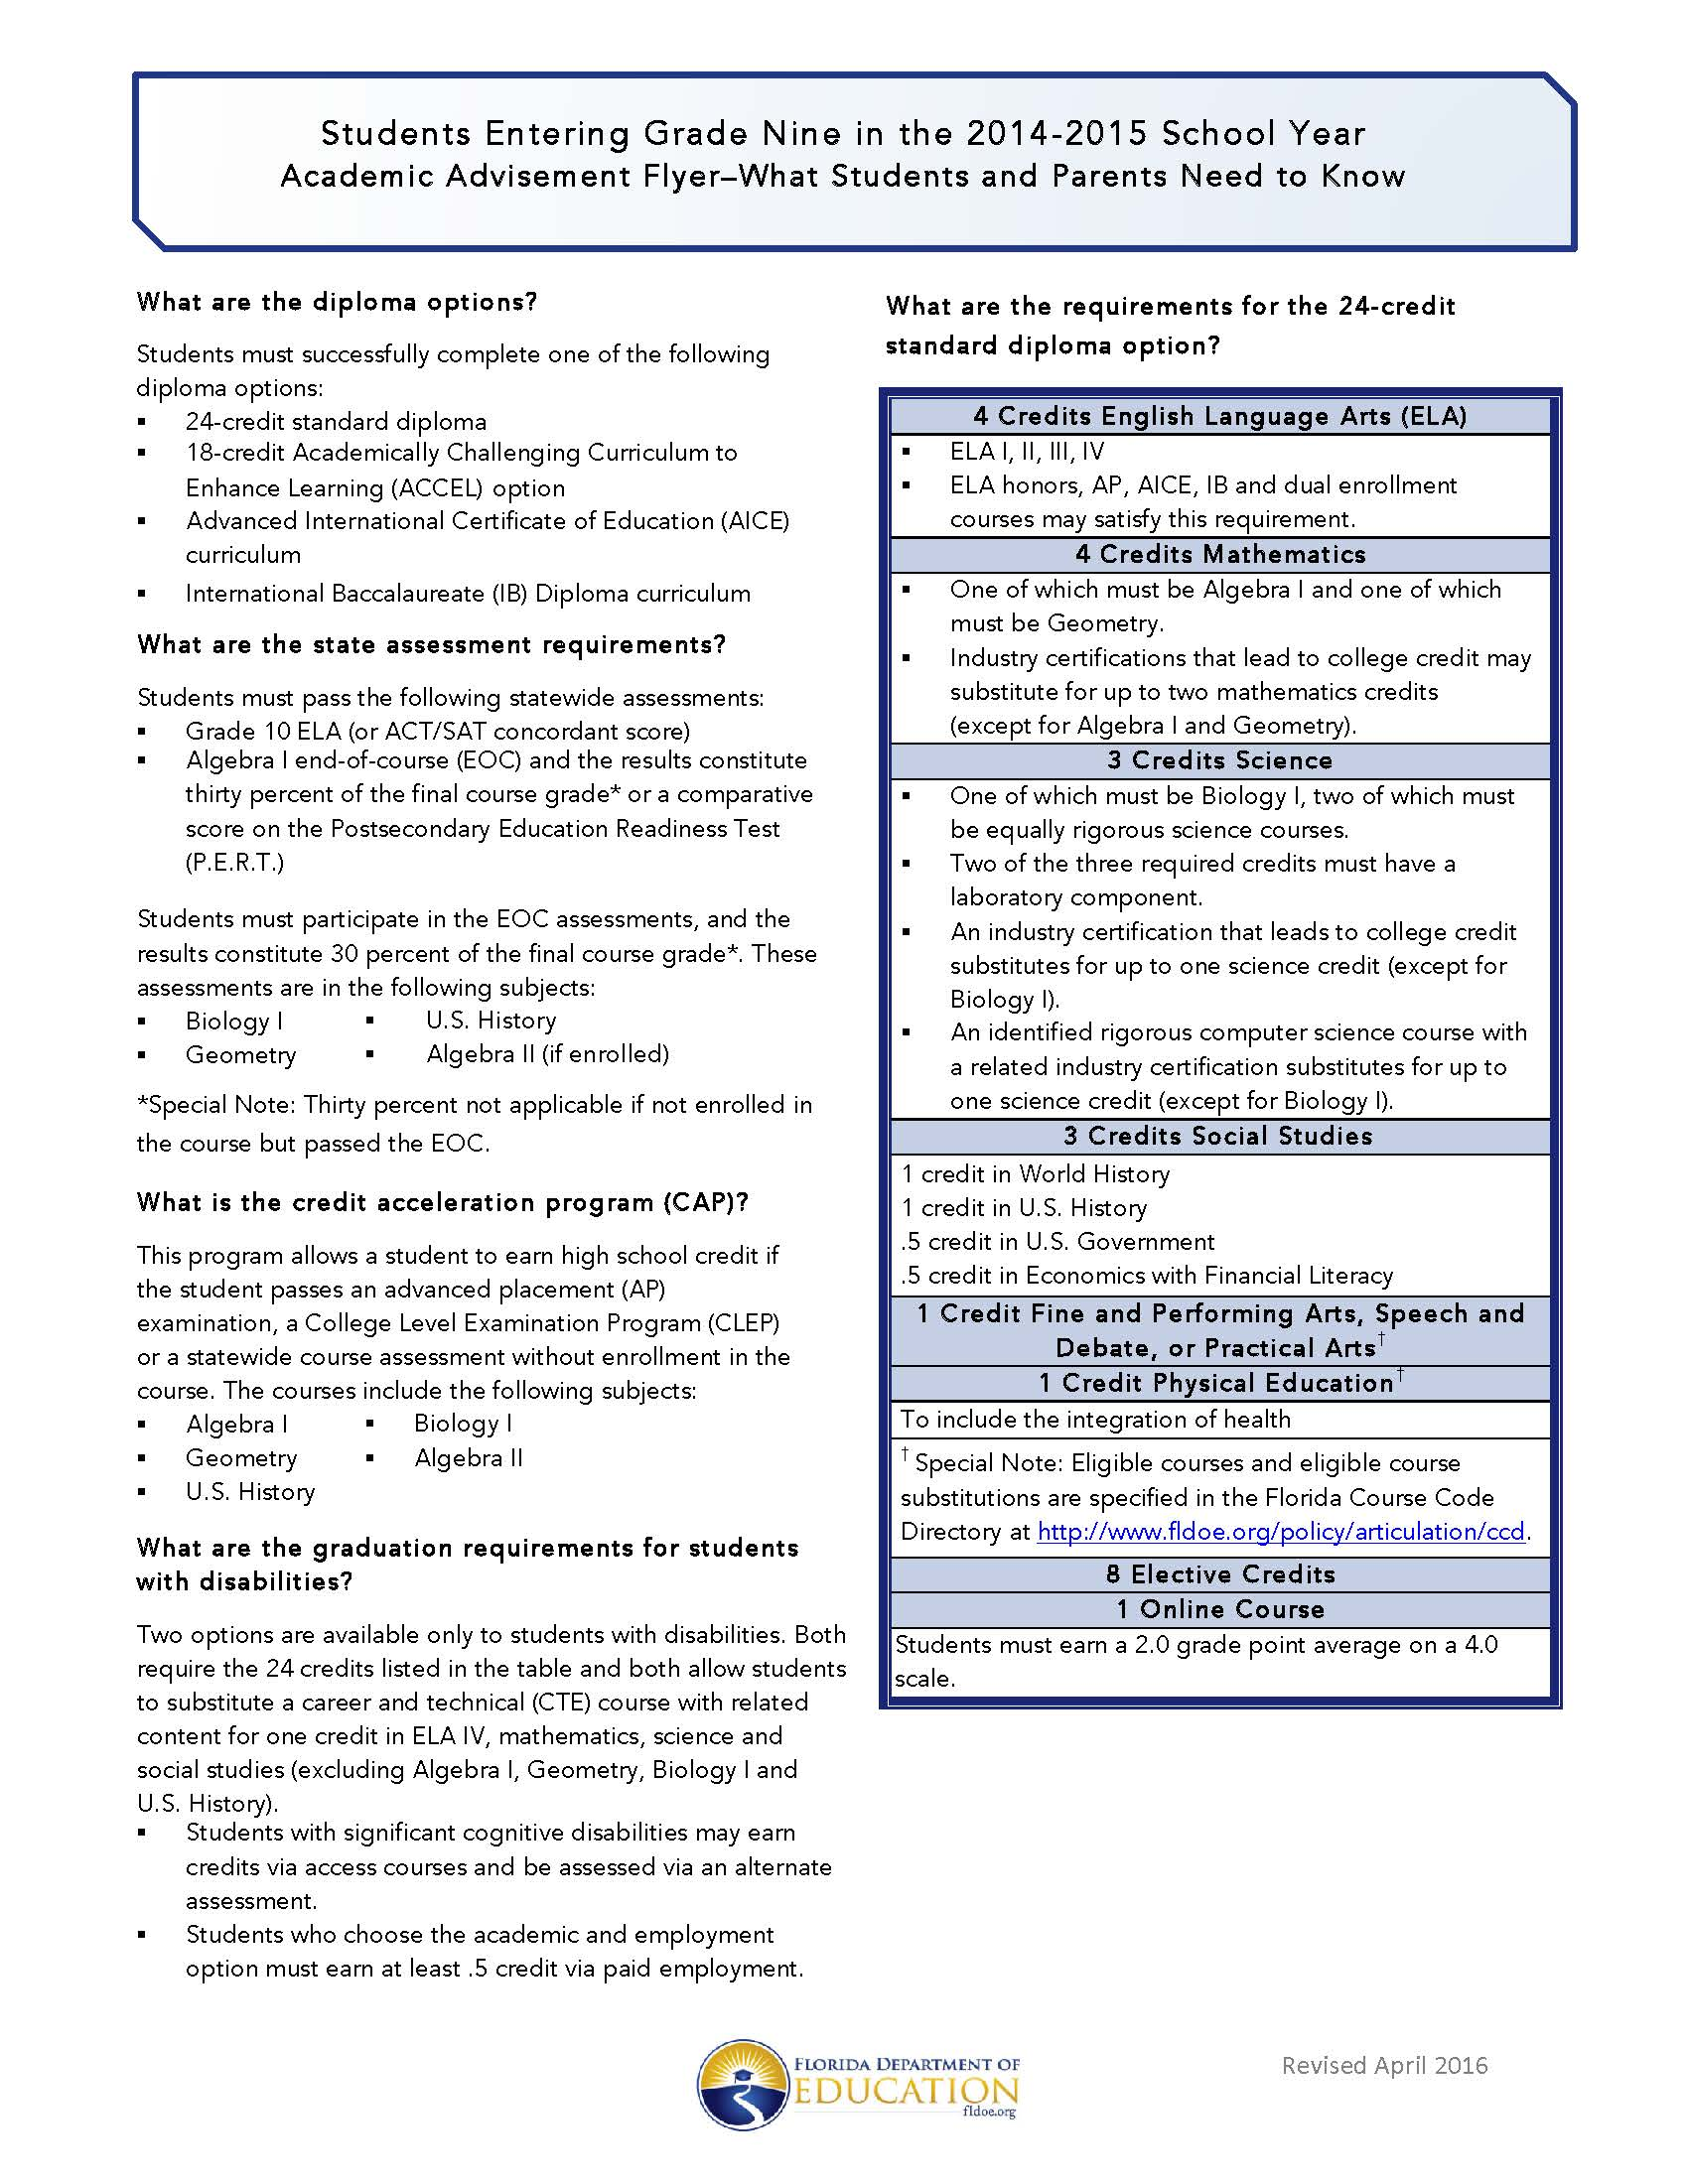 Students Entering Grade Nine in the 2014-2015 School Year
Academic Advisement Flyer–What Students and Parents Need to Know
What are the diploma options?
Students must successfully complete one of the following
diploma options:
▪ 24-credit standard diploma
▪ 18-credit Academically Challenging Curriculum to
Enhance Learning (ACCEL) option
▪ Advanced International Certificate of Education (AICE)
curriculum
▪ International Baccalaureate (IB) Diploma curriculum
What are the state assessment requirements?
Students must pass the following statewide assessments:
▪ Grade 10 ELA (or ACT/SAT concordant score)
▪ Algebra I end-of-course (EOC) and the results constitute
thirty percent of the final course grade* or a comparative
score on the Postsecondary Education Readiness Test
(P.E.R.T.)
Students must participate in the EOC assessments, and the
results constitute 30 percent of the final course grade*. These
assessments are in the following subjects:
▪ Biology I ▪ U.S. History
▪ Geometry ▪ Algebra II (if enrolled)
*Special Note: Thirty percent not applicable if not enrolled in
the course but passed the EOC.
What is the credit acceleration program (CAP)?
This program allows a student to earn high school credit if
the student passes an advanced placement (AP)
examination, a College Level Examination Program (CLEP)
or a statewide course assessment without enrollment in the
course. The courses include the following subjects:
▪ Algebra I ▪ Biology I
▪ Geometry ▪ Algebra II
▪ U.S. History
What are the graduation requirements for students
with disabilities?
Two options are available only to students with disabilities. Both
require the 24 credits listed in the table and both allow students
to substitute a career and technical (CTE) course with related
content for one credit in ELA IV, mathematics, science and
social studies (excluding Algebra I, Geometry, Biology I and
U.S. History).
▪ Students with significant cognitive disabilities may earn
credits via access courses and be assessed via an alternate
assessment.
▪ Students who choose the academic and employment
option must earn at least .5 credit via paid employment.
What are the requirements for the 24-credit
standard diploma option?
4 Credits English Language Arts (ELA)
▪ ELA I, II, III, IV
▪ ELA honors, AP, AICE, IB and dual enrollment
courses may satisfy this requirement.
4 Credits Mathematics
▪ One of which must be Algebra I and one of which
must be Geometry.
▪ Industry certifications that lead to college credit may
substitute for up to two mathematics credits
(except for Algebra I and Geometry).
3 Credits Science
▪ One of which must be Biology I, two of which must
be equally rigorous science courses.
▪ Two of the three required credits must have a
laboratory component.
▪ An industry certification that leads to college credit
substitutes for up to one science credit (except for
Biology I).
▪ An identified rigorous computer science course with
a related industry certification substitutes for up to
one science credit (except for Biology I).
3 Credits Social Studies
1 credit in World History
1 credit in U.S. History
.5 credit in U.S. Government
.5 credit in Economics with Financial Literacy
1 Credit Fine and Performing Arts, Speech and
Debate, or Practical Arts†
1 Credit Physical Education†
To include the integration of health
† Special Note: Eligible courses and eligible course
substitutions are specified in the Florida Course Code
Directory at http://www.fldoe.org/policy/articulation/ccd.
8 Elective Credits
1 Online Course
Students must earn a 2.0 grade point average on a 4.0
scale.
FLORIDA DEPARTMENT OF
EDUCATION
fldoe.org
Revised April 2016